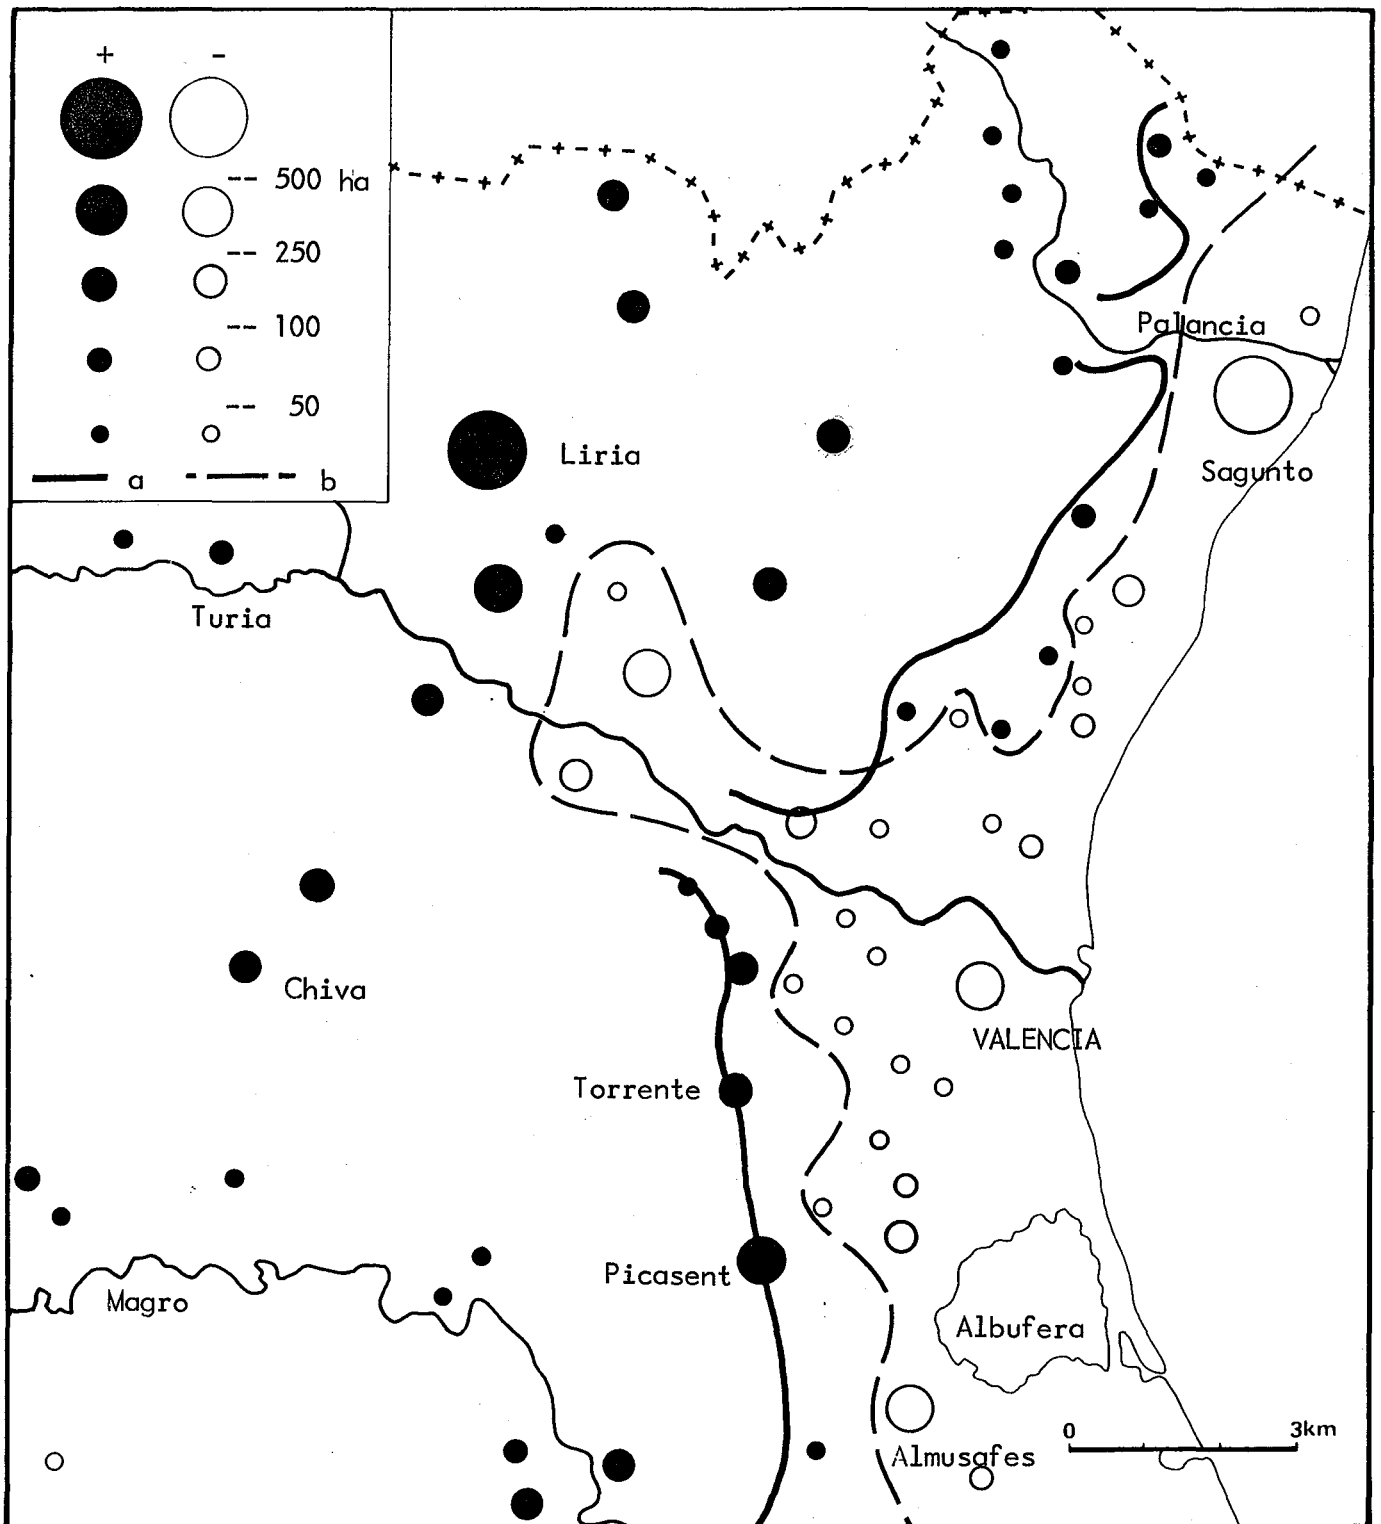 + -
-- 500 ha
-- 250
-- 100
-- 50
a b
Palancia
Liria
Sagunto
Turia
Chiva
VALENCIA
Torrente
Picasent
Magro
Albufera
0 3km
Almusafes